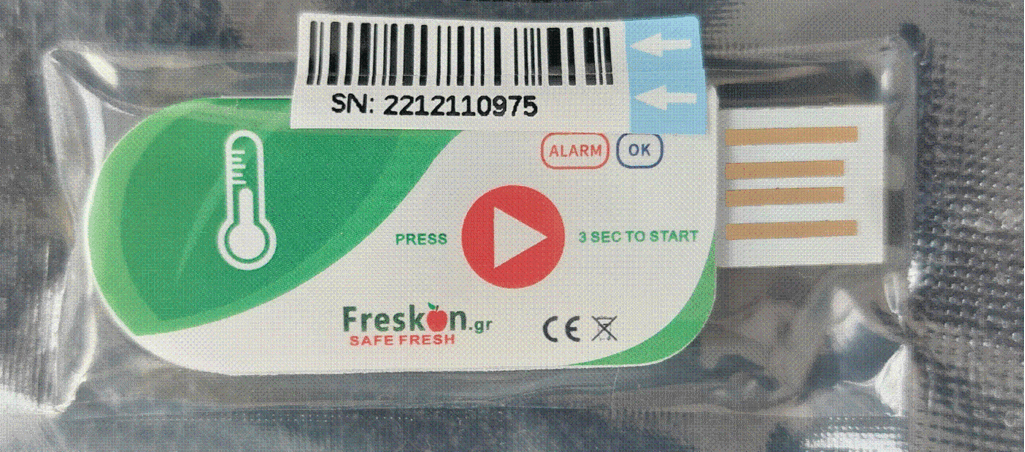 SN: 2212110975
ALARM OK
PRESS 3 SEC TO START
Freskon.gr
SAFE FRESH
CE